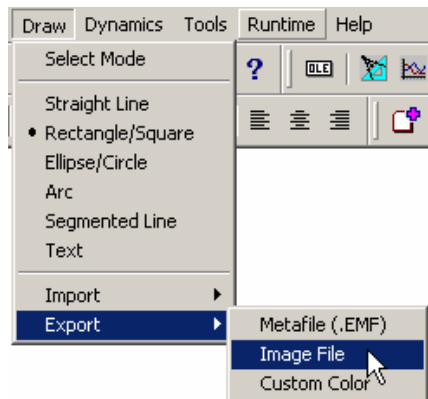 Draw Dynamics Tools Runtime Help
Select Mode
? OLE
Straight Line
Rectangle/Square
Ellipse/Circle
Arc
Segmented Line
Text
Import
Export
Metafile (.EMF)
Image File
Custom Color